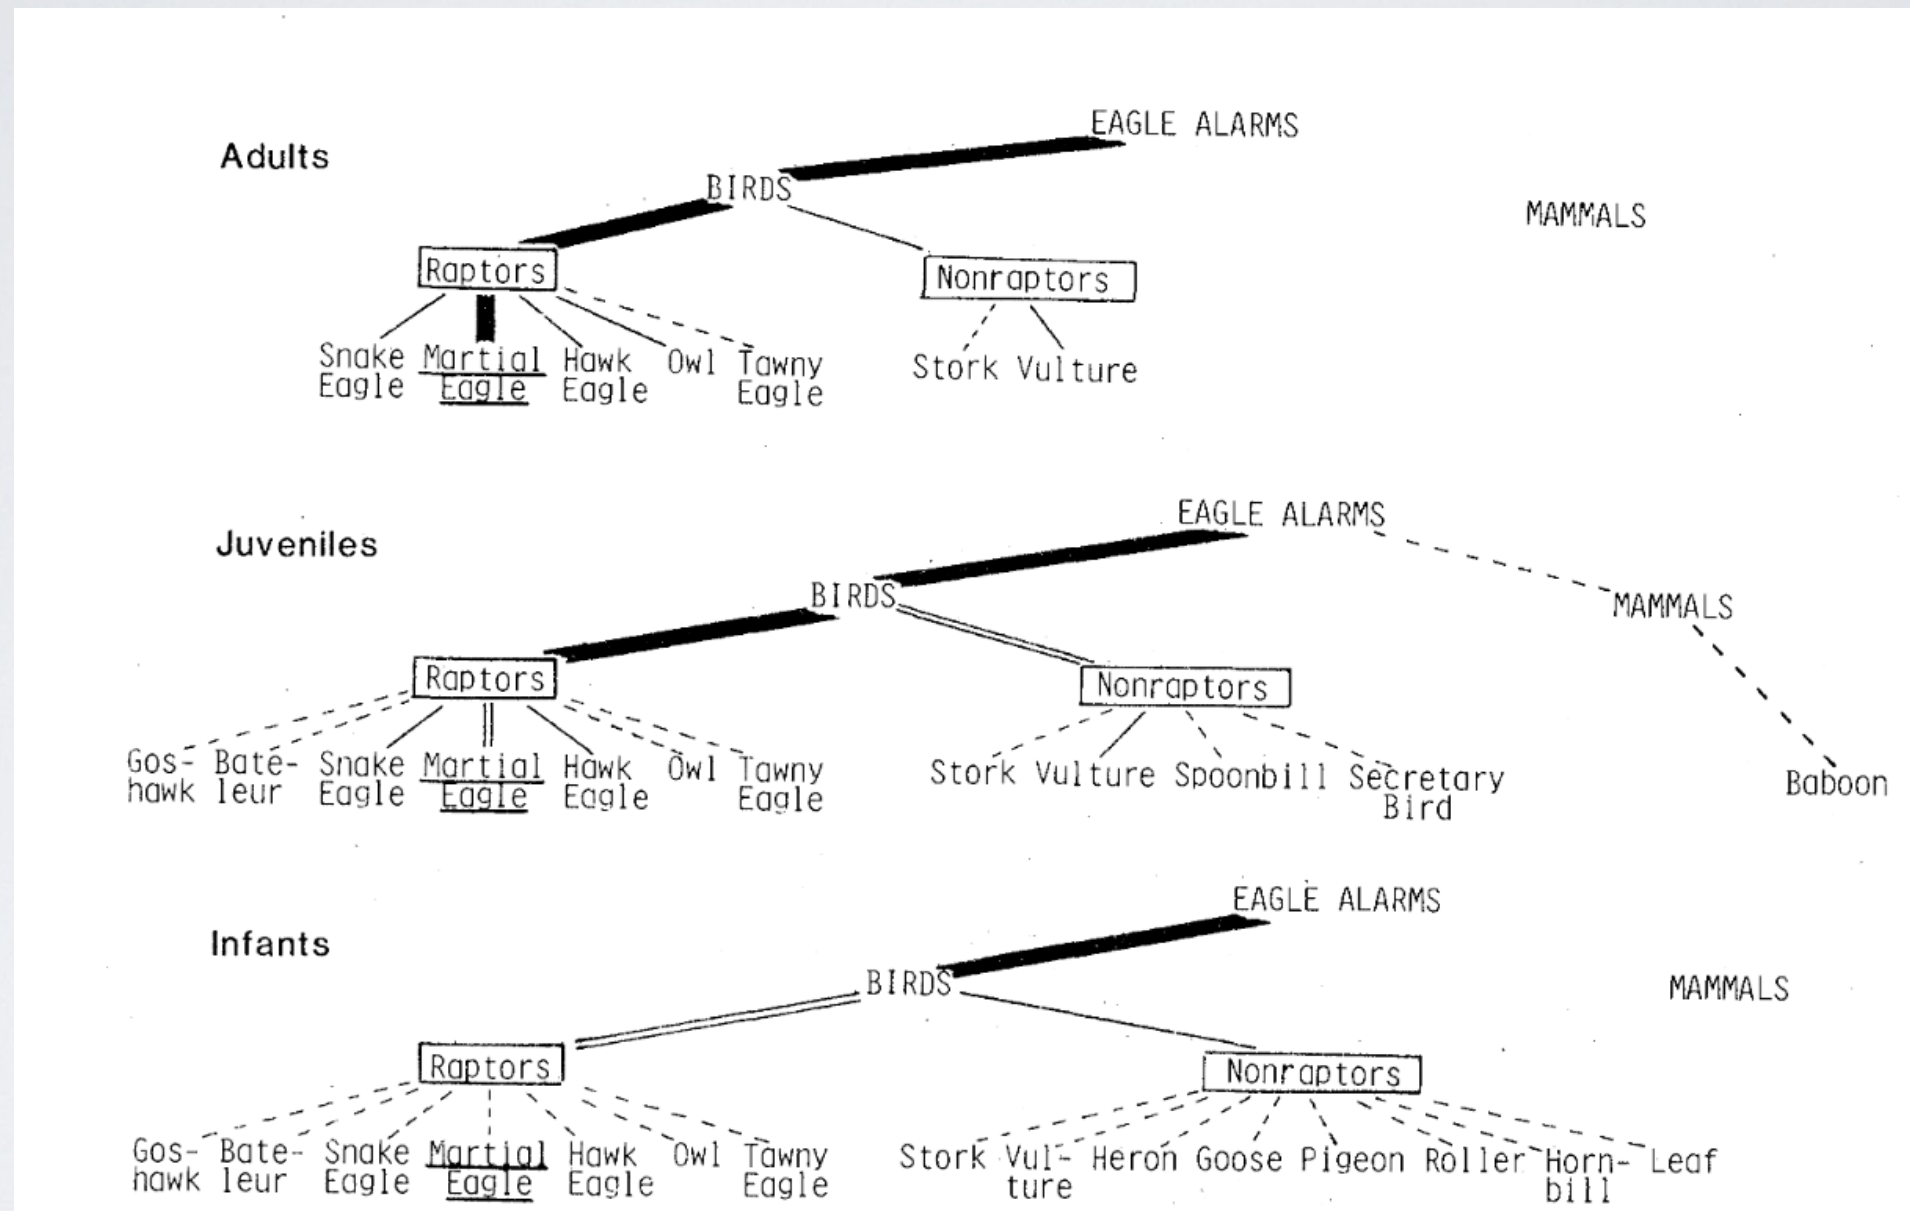 EAGLE ALARMS
Adults
BIRDS
MAMMALS
Raptors
Nonraptors
Snake Martial Hawk Owl Tawny
Eagle Eagle Eagle Eagle
Stork Vulture
EAGLE ALARMS
Juveniles
BIRDS
MAMMALS
Raptors
Nonraptors
Gos- Bate- Snake Martial Hawk Owl Tawny
hawk leur Eagle Eagle Eagle Eagle
Stork Vulture Spoonbill Secretary
Bird
Baboon
EAGLE ALARMS
Infants
BIRDS
MAMMALS
Raptors
Nonraptors
Gos- Bate- Snake Martial Hawk Owl Tawny
hawk leur Eagle Eagle Eagle Eagle
Stork Vul- Heron Goose Pigeon Roller Horn- Leaf
ture bill